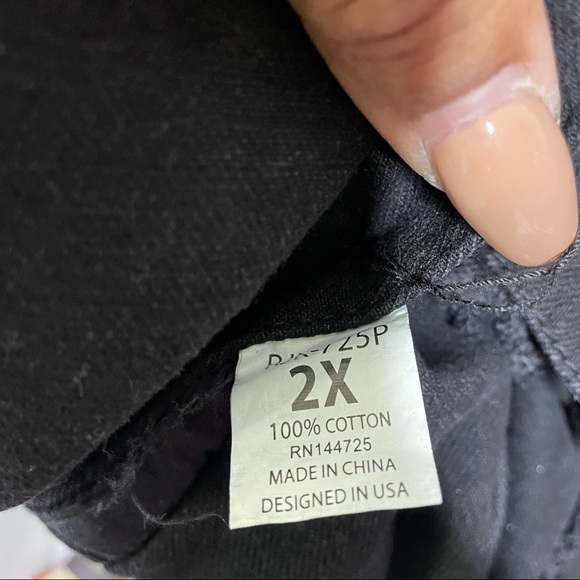 2X
100% COTTON
RN144725
MADE IN CHINA
DESIGNED IN USA